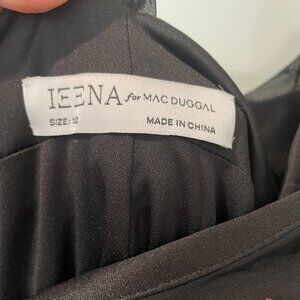 IEENA for MAC DUGGAL
SIZE: 12
MADE IN CHINA